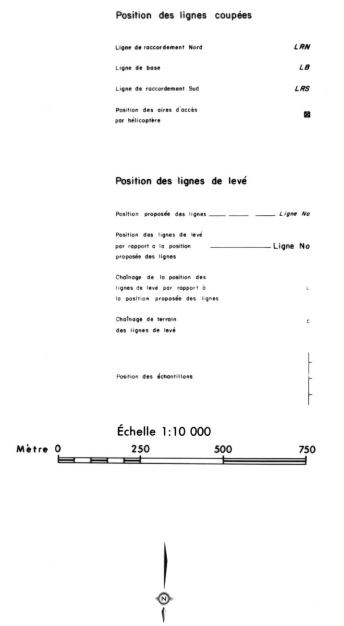 Position des lignes coupées
Ligne de raccordement Nord LRN
Ligne de base LB
Ligne de raccordement Sud LRS
Position des aires d'accès
par hélicoptère
Position des lignes de levé
Position proposée des lignes Ligne No
Position des lignes de levé
par rapport a la position Ligne No
proposée des lignes
Chaînage de la position des
lignes de levé par rapport à L
la position proposée des lignes
Chaînage de terrain C
des lignes de levé
Position des échantillons
Échelle 1:10 000
Mètre 0 250 500 750
N